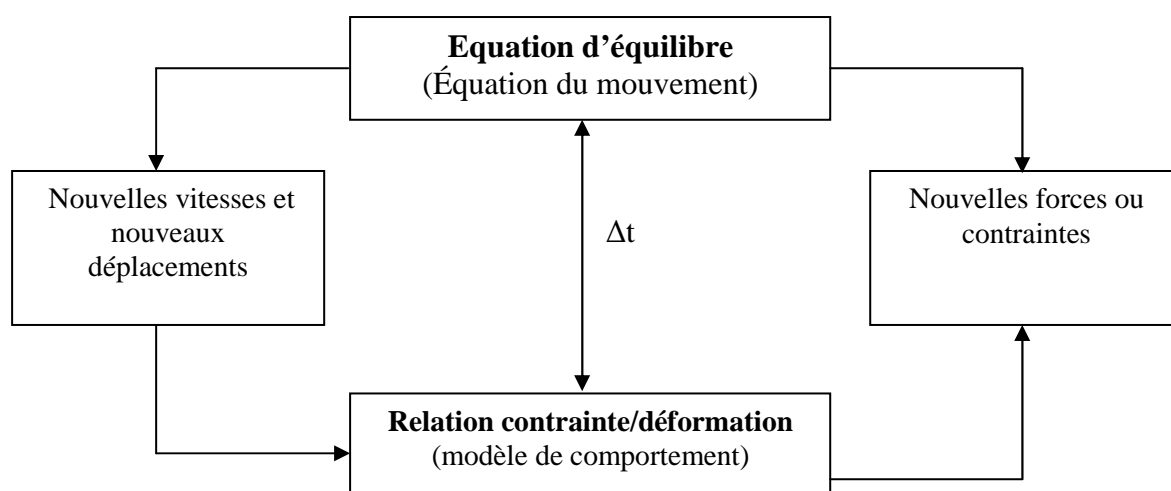 Equation d’équilibre
(Équation du mouvement)
Nouvelles vitesses et
nouveaux
déplacements
Δt
Nouvelles forces ou
contraintes
Relation contrainte/déformation
(modèle de comportement)